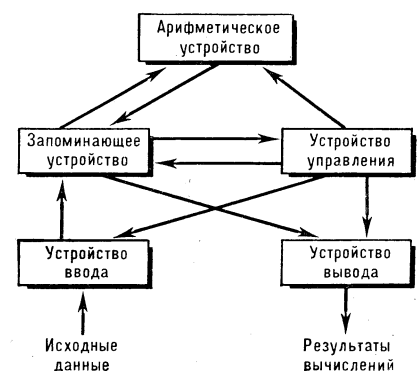 Арифметическое
устройство
Запоминающее
устройство
Устройство
управления
Устройство
ввода
Устройство
вывода
Исходные
данные
Результаты
вычислений